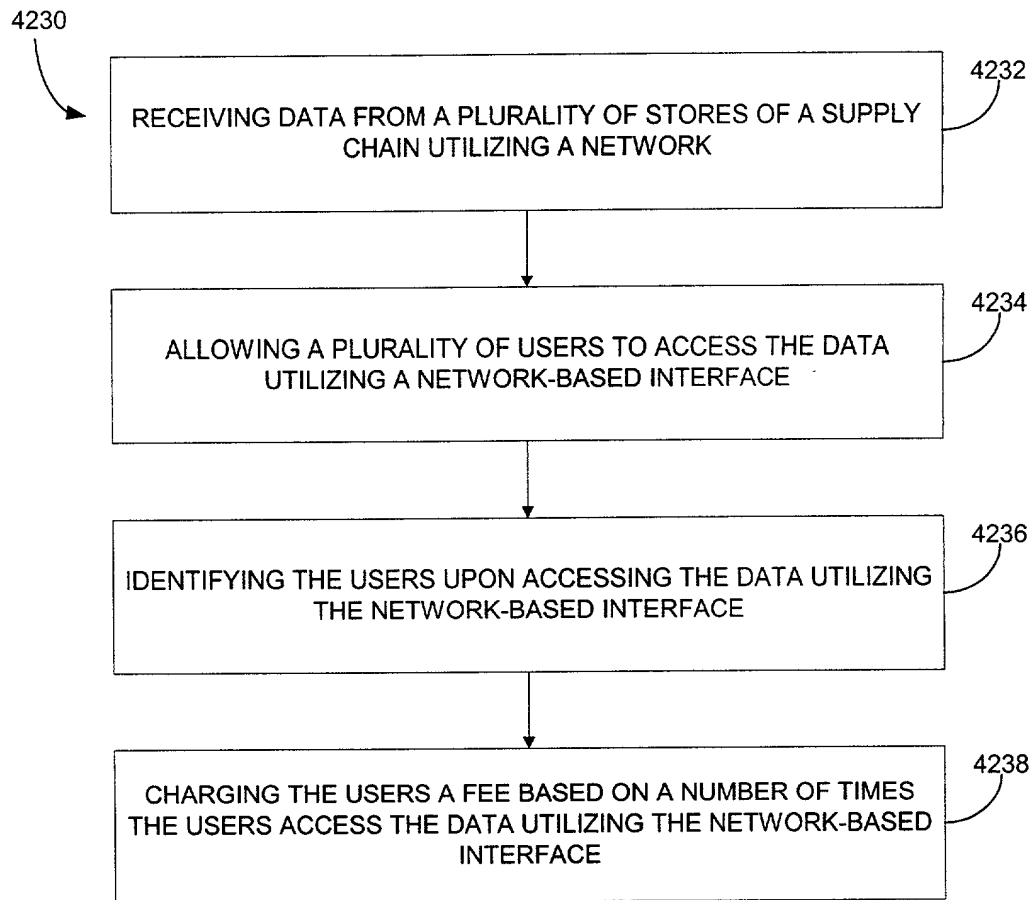 4230
4232
RECEIVING DATA FROM A PLURALITY OF STORES OF A SUPPLY
CHAIN UTILIZING A NETWORK
4234
ALLOWING A PLURALITY OF USERS TO ACCESS THE DATA
UTILIZING A NETWORK-BASED INTERFACE
4236
IDENTIFYING THE USERS UPON ACCESSING THE DATA UTILIZING
THE NETWORK-BASED INTERFACE
4238
CHARGING THE USERS A FEE BASED ON A NUMBER OF TIMES
THE USERS ACCESS THE DATA UTILIZING THE NETWORK-BASED
INTERFACE